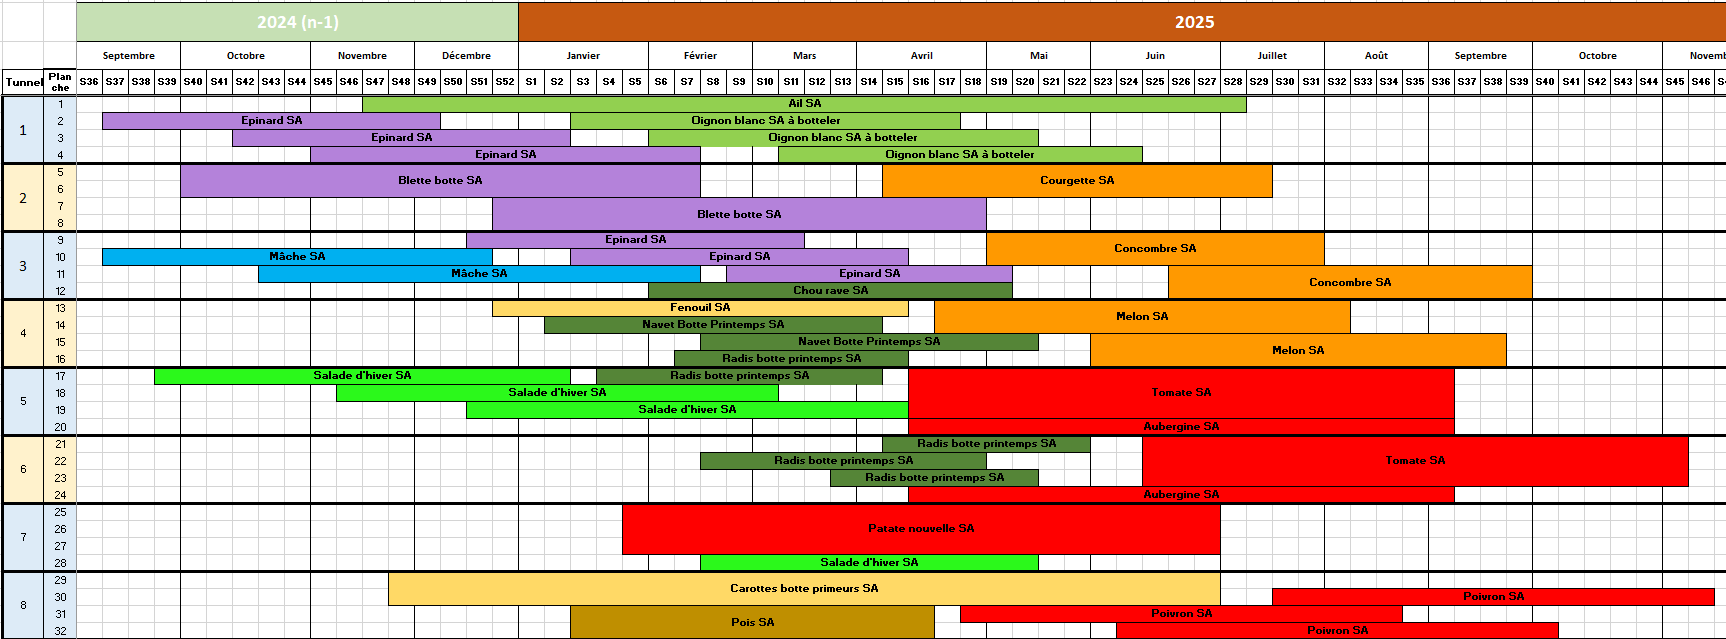 2024 (n-1) 2025
Septembre Octobre Novembre Décembre Janvier Février Mars Avril Mai Juin Juillet Août Septembre Octobre Novemb
Tunnel Plan che S36 S37 S38 S39 S40 S41 S42 S43 S44 S45 S46 S47 S48 S49 S50 S51 S52 S1 S2 S3 S4 S5 S6 S7 S8 S9 S10 S11 S12 S13 S14 S15 S16 S17 S18 S19 S20 S21 S22 S23 S24 S25 S26 S27 S28 S29 S30 S31 S32 S33 S34 S35 S36 S37 S38 S39 S40 S41 S42 S43 S44 S45 S46 S4
1
1 Ail SA
2 Epinard SA Oignon blanc SA à botteler
3 Epinard SA Oignon blanc SA à botteler
4 Epinard SA Oignon blanc SA à botteler
2
5
Blette botte SA Courgette SA
6
7
Blette botte SA
8
3
9 Epinard SA
Concombre SA
10 Mâche SA Epinard SA
11 Mâche SA Epinard SA
Concombre SA
12 Chou rave SA
4
13 Fenouil SA
Melon SA
14 Navet Botte Printemps SA
15 Navet Botte Printemps SA
Melon SA
16 Radis botte printemps SA
5
17 Salade d'hiver SA Radis botte printemps SA
18 Salade d'hiver SA Tomate SA
19 Salade d'hiver SA
20 Aubergine SA
6
21 Radis botte printemps SA
22 Radis botte printemps SA Tomate SA
23 Radis botte printemps SA
24 Aubergine SA
7
25
26 Patate nouvelle SA
27
28 Salade d'hiver SA
8
29
Carottes botte primeurs SA
30 Poivron SA
31 Poivron SA
Pois SA
32 Poivron SA